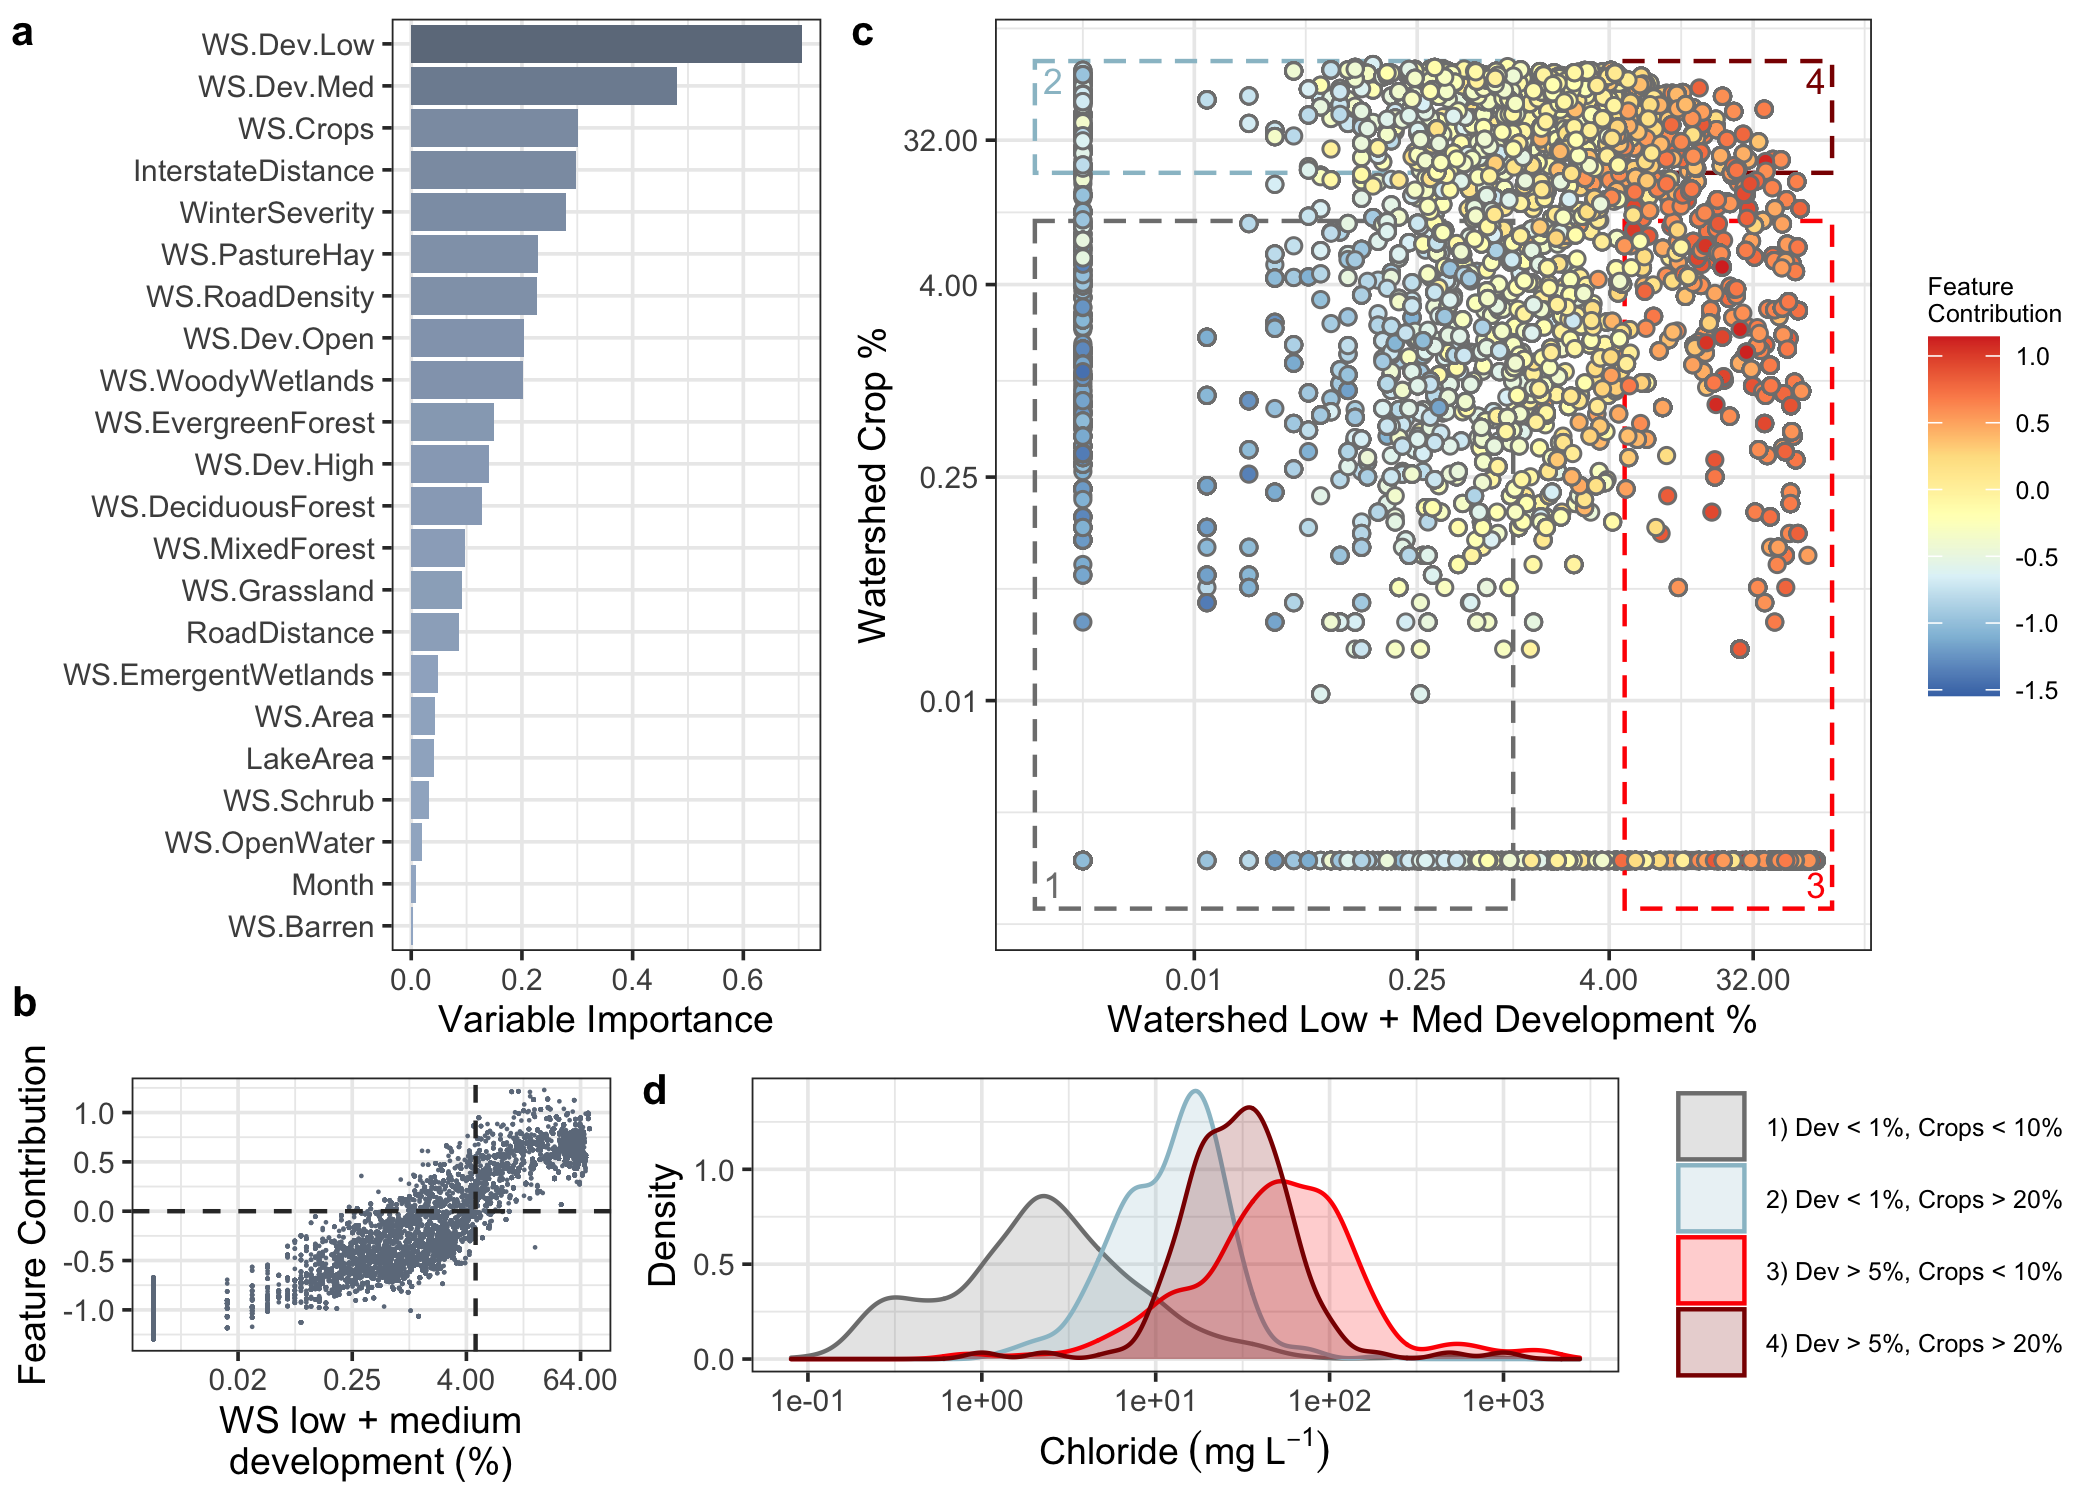 a
WS.Dev.Low
WS.Dev.Med
WS.Crops
InterstateDistance
WinterSeverity
WS.PastureHay
WS.RoadDensity
WS.Dev.Open
WS.WoodyWetlands
WS.EvergreenForest
WS.Dev.High
WS.DeciduousForest
WS.MixedForest
WS.Grassland
RoadDistance
WS.EmergentWetlands
WS.Area
LakeArea
WS.Schrub
WS.OpenWater
Month
WS.Barren
0.0 0.2 0.4 0.6
Variable Importance
c
Watershed Crop %
32.00
4.00
0.25
0.01
2
4
1
3
0.01 0.25 4.00 32.00
Watershed Low + Med Development %
Feature
Contribution
1.0
0.5
0.0
-0.5
-1.0
-1.5
b
Feature Contribution
1.0
0.5
0.0
-0.5
-1.0
0.02 0.25 4.00 64.00
WS low + medium
development (%)
d
Density
1.0
0.5
0.0
1e-01 1e+00 1e+01 1e+02 1e+03
Chloride (mg L⁻¹)
1) Dev < 1%, Crops < 10%
2) Dev < 1%, Crops > 20%
3) Dev > 5%, Crops < 10%
4) Dev > 5%, Crops > 20%